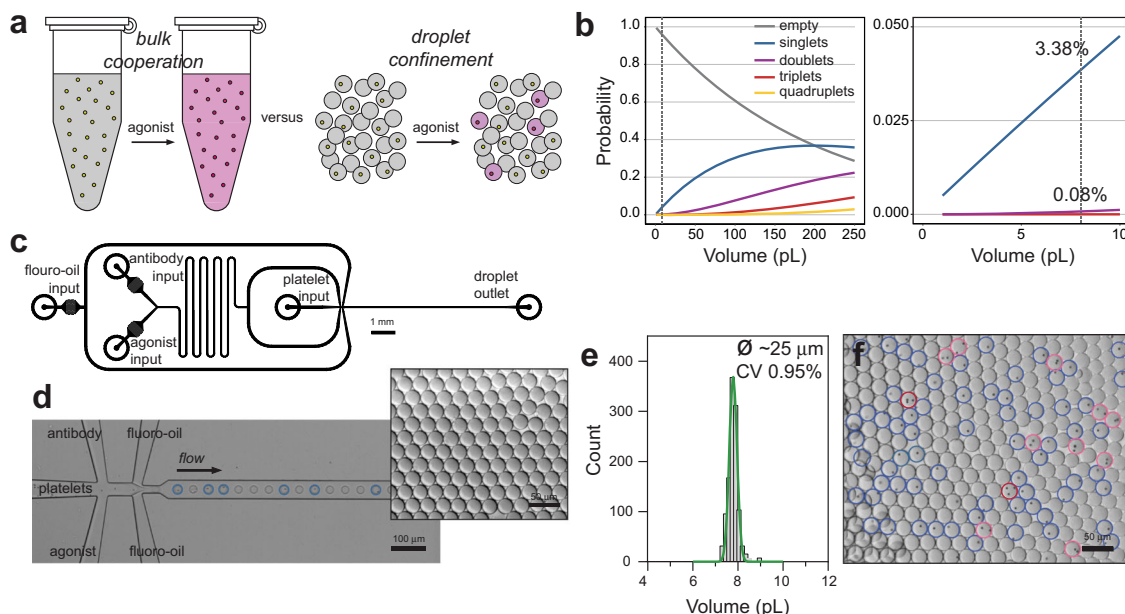 a
bulk
cooperation
agonist
versus
droplet
confinement
agonist
b
Probability
1.0
0.8
0.6
0.4
0.2
0.0
empty
singlets
doublets
triplets
quadruplets
0 50 100 150 200 250
Volume (pL)
0.050
0.025
0.000
3.38%
0.08%
0 5 10
Volume (pL)
c
flouro-oil
input
antibody
input
agonist
input
platelet
input
droplet
outlet
1 mm
d
antibody
fluoro-oil
flow
platelets
agonist
fluoro-oil
100 µm
50 µm
e
Ø ~25 µm
CV 0.95%
Count
400
300
200
100
0
4 6 8 10 12
Volume (pL)
f
50 µm